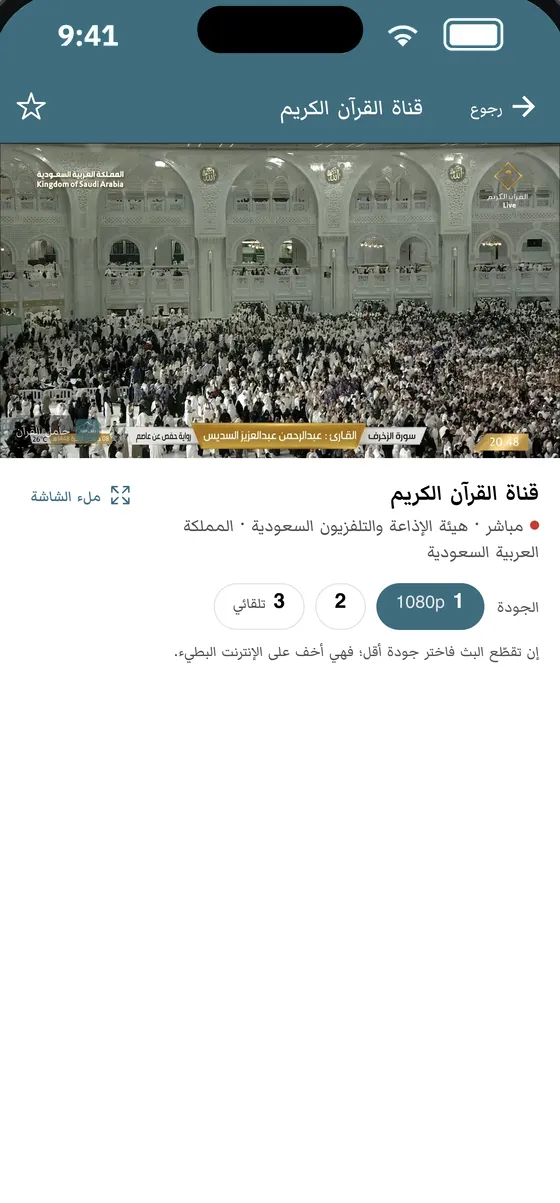 9:41
رجوع
قناة القرآن الكريم
المملكة العربية السعودية
Kingdom of Saudi Arabia
القرآن الكريم
Live
سورة الزخرف
القارئ : عبدالرحمن عبدالعزيز السديس
رواية حفص عن عاصم
20:48
26°C
قناة القرآن الكريم
ملء الشاشة
مباشر · هيئة الإذاعة والتلفزيون السعودية · المملكة
العربية السعودية
الجودة
1 1080p
2
3 تلقائي
إن تقطّع البث فاختر جودة أقل؛ فهي أخف على الإنترنت البطيء.